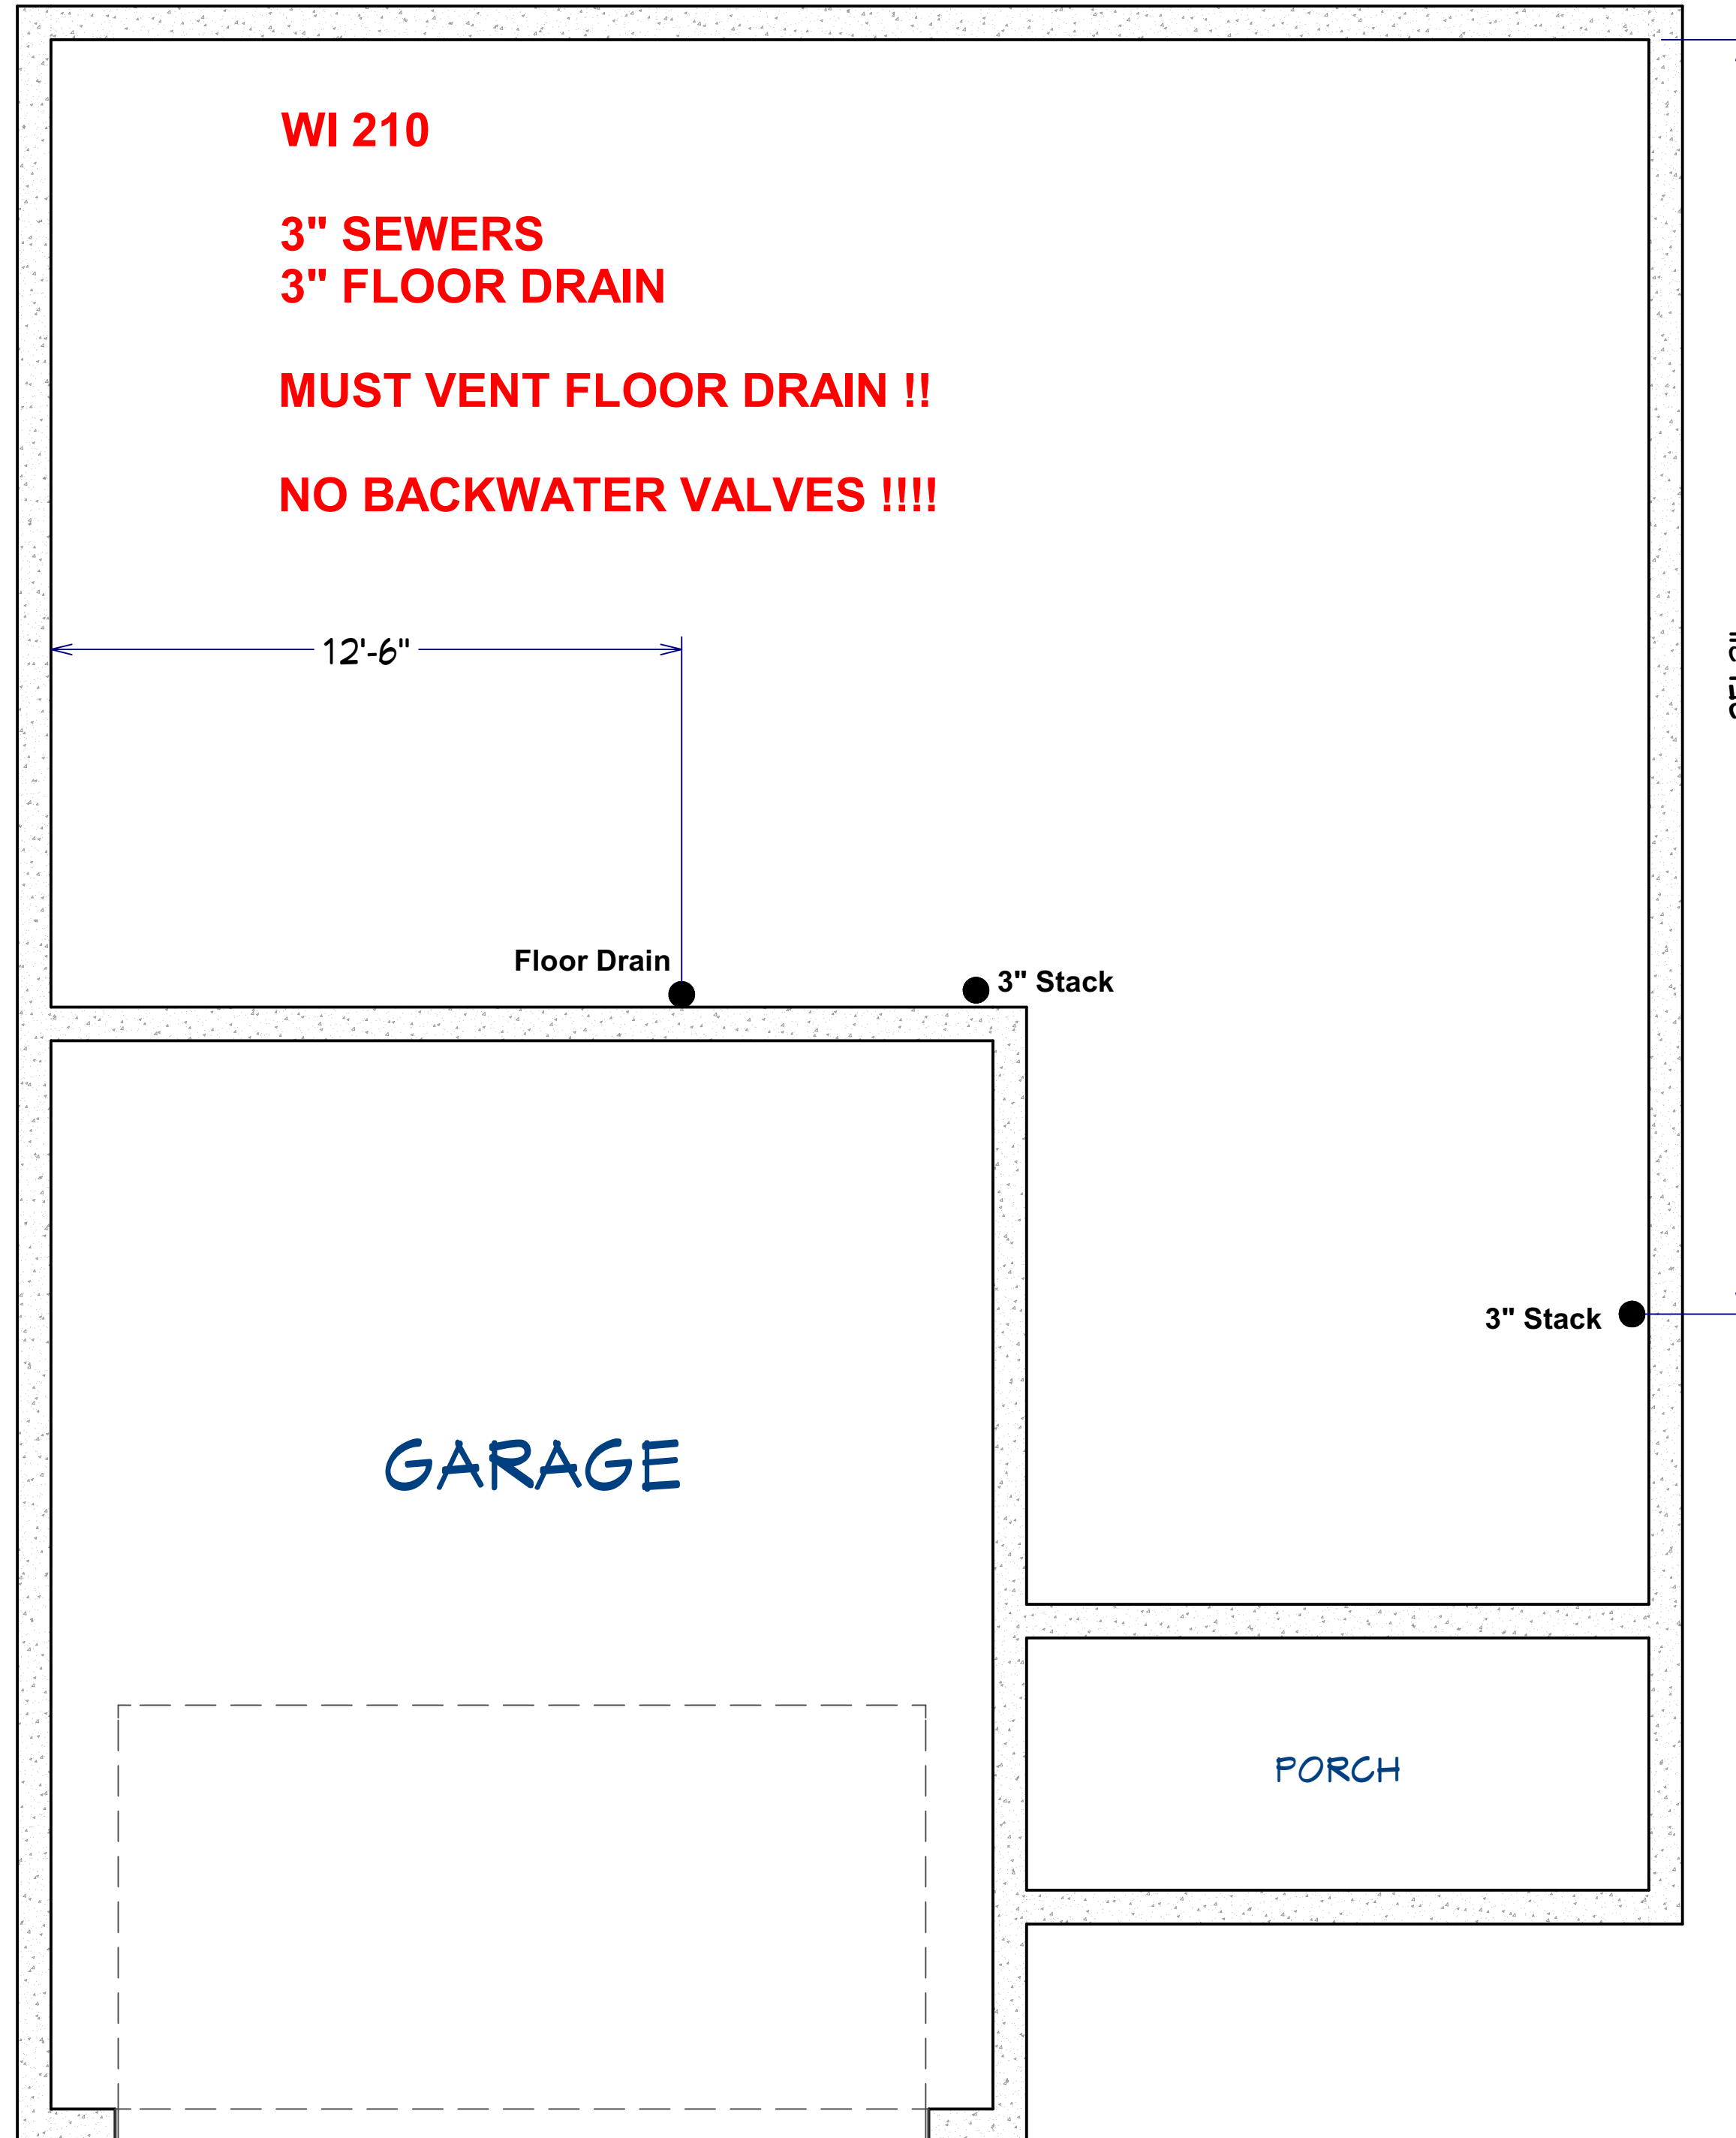 WI 210
3" SEWERS
3" FLOOR DRAIN
MUST VENT FLOOR DRAIN !!
NO BACKWATER VALVES !!!!
12'-6"
Floor Drain
3" Stack
3" Stack
GARAGE
PORCH